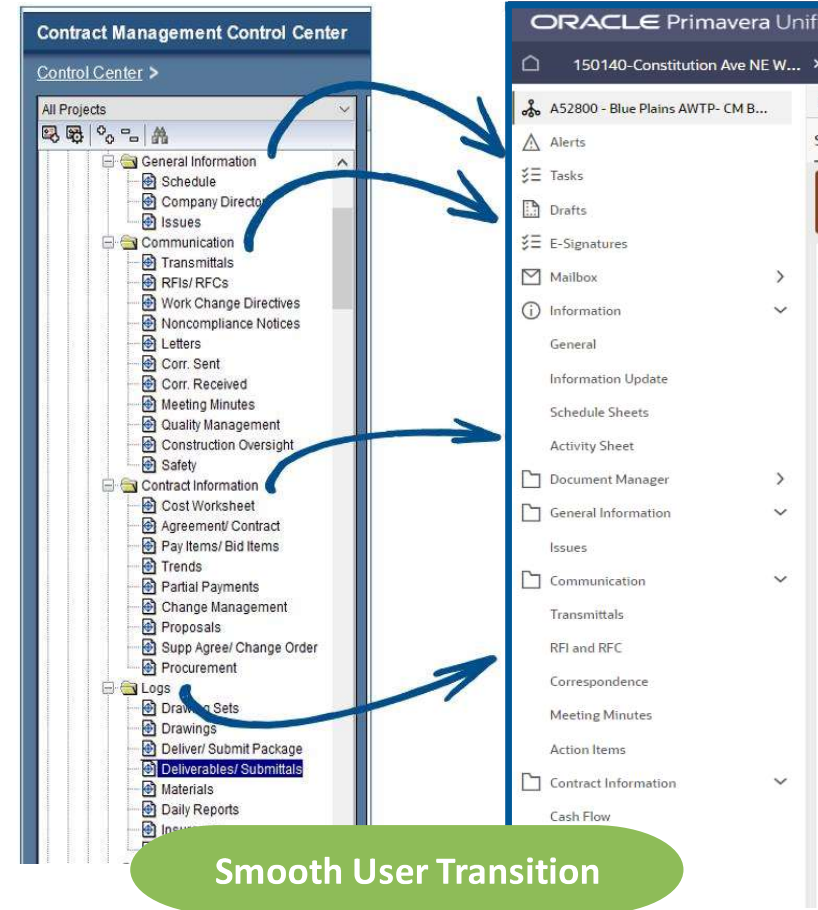 Contract Management Control Center
Control Center >
All Projects
General Information
Schedule
Company Director
Issues
Communication
Transmittals
RFIs/ RFCs
Work Change Directives
Noncompliance Notices
Letters
Corr. Sent
Corr. Received
Meeting Minutes
Quality Management
Construction Oversight
Safety
Contract Information
Cost Worksheet
Agreement/ Contract
Pay Items/ Bid Items
Trends
Partial Payments
Change Management
Proposals
Supp Agree/ Change Order
Procurement
Logs
Drawing Sets
Drawings
Deliver/ Submit Package
Deliverables/ Submittals
Materials
Daily Reports
ORACLE Primavera Unif
150140-Constitution Ave NE W...
A52800 - Blue Plains AWTP- CM B...
Alerts
Tasks
Drafts
E-Signatures
Mailbox
Information
General
Information Update
Schedule Sheets
Activity Sheet
Document Manager
General Information
Issues
Communication
Transmittals
RFI and RFC
Correspondence
Meeting Minutes
Action Items
Contract Information
Cash Flow
Smooth User Transition